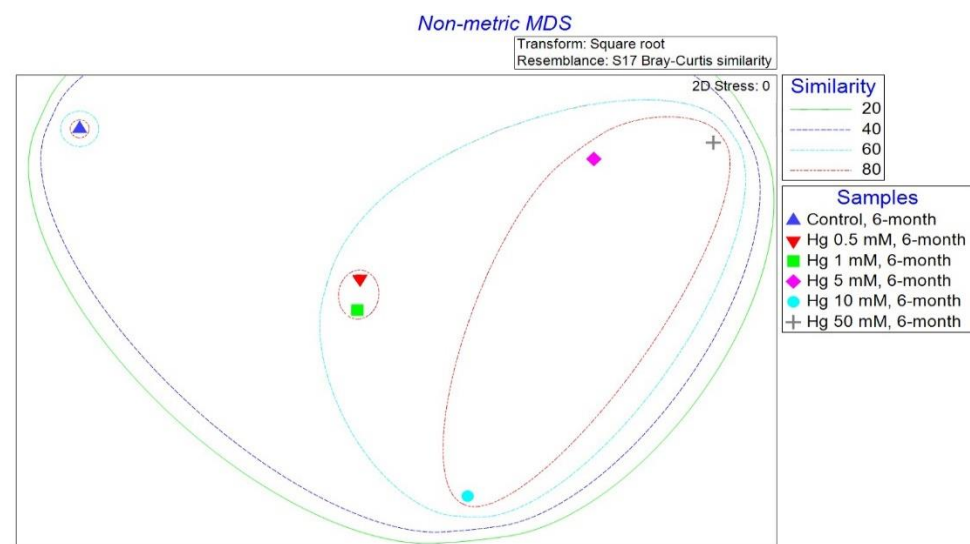 Non-metric MDS
Transform: Square root
Resemblance: S17 Bray-Curtis similarity
2D Stress: 0
Similarity
20
40
60
80
Samples
Control, 6-month
Hg 0.5 mM, 6-month
Hg 1 mM, 6-month
Hg 5 mM, 6-month
Hg 10 mM, 6-month
Hg 50 mM, 6-month